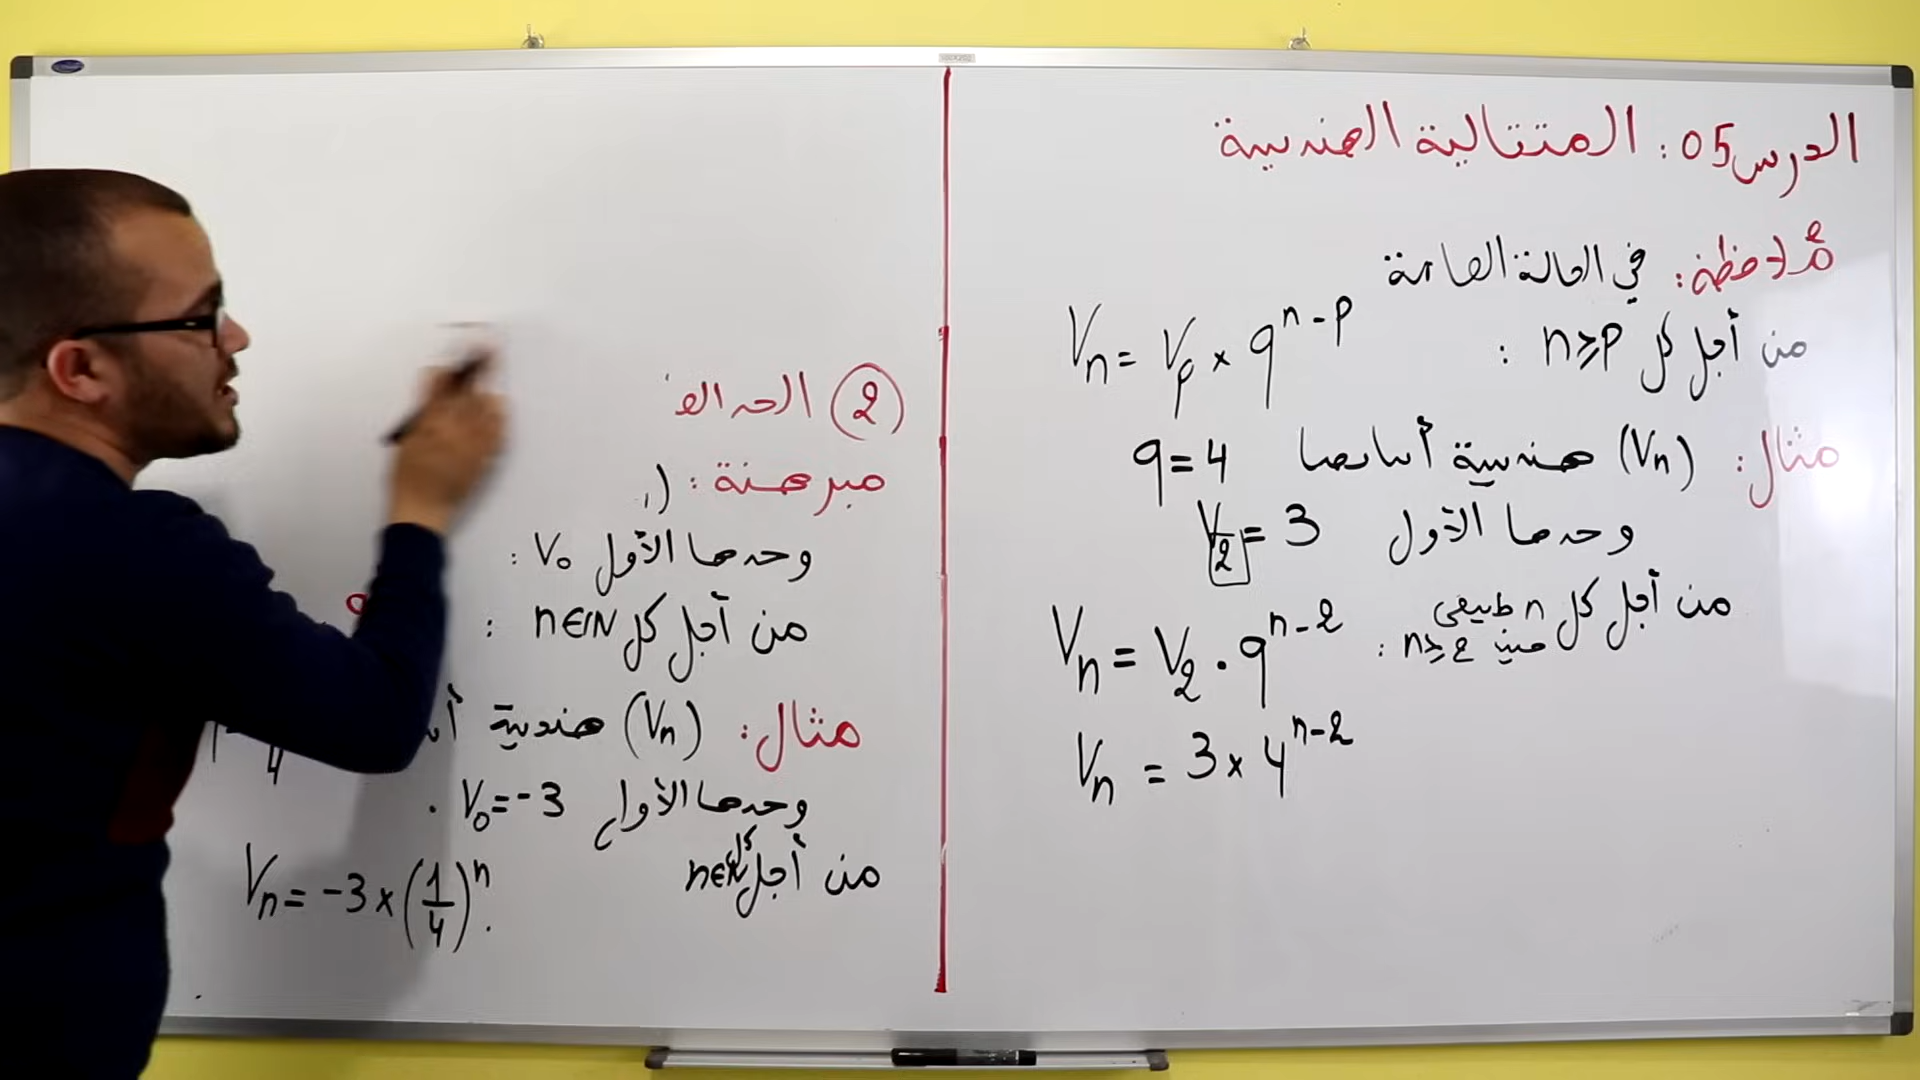 الدرس 05: المتتالية الهندسية
ملاحظة: في الحالة العامة
من أجل كل n≥p :
Vn = Vp × q^(n-p)
مثال: (Vn) هندسية أساسها q=4
وحدها الأول V2 = 3
من أجل كل n طبيعي
حيث n≥2 :
Vn = V2 · q^(n-2)
Vn = 3 × 4^(n-2)
② الحد
مبرهنة:
وحدها الأول V0 :
من أجل كل n∈IN :
مثال: (Vn) هندسية
وحدها الأول V0 = -3 .
من أجل كل n∈IN
Vn = -3 × (1/4)^n .